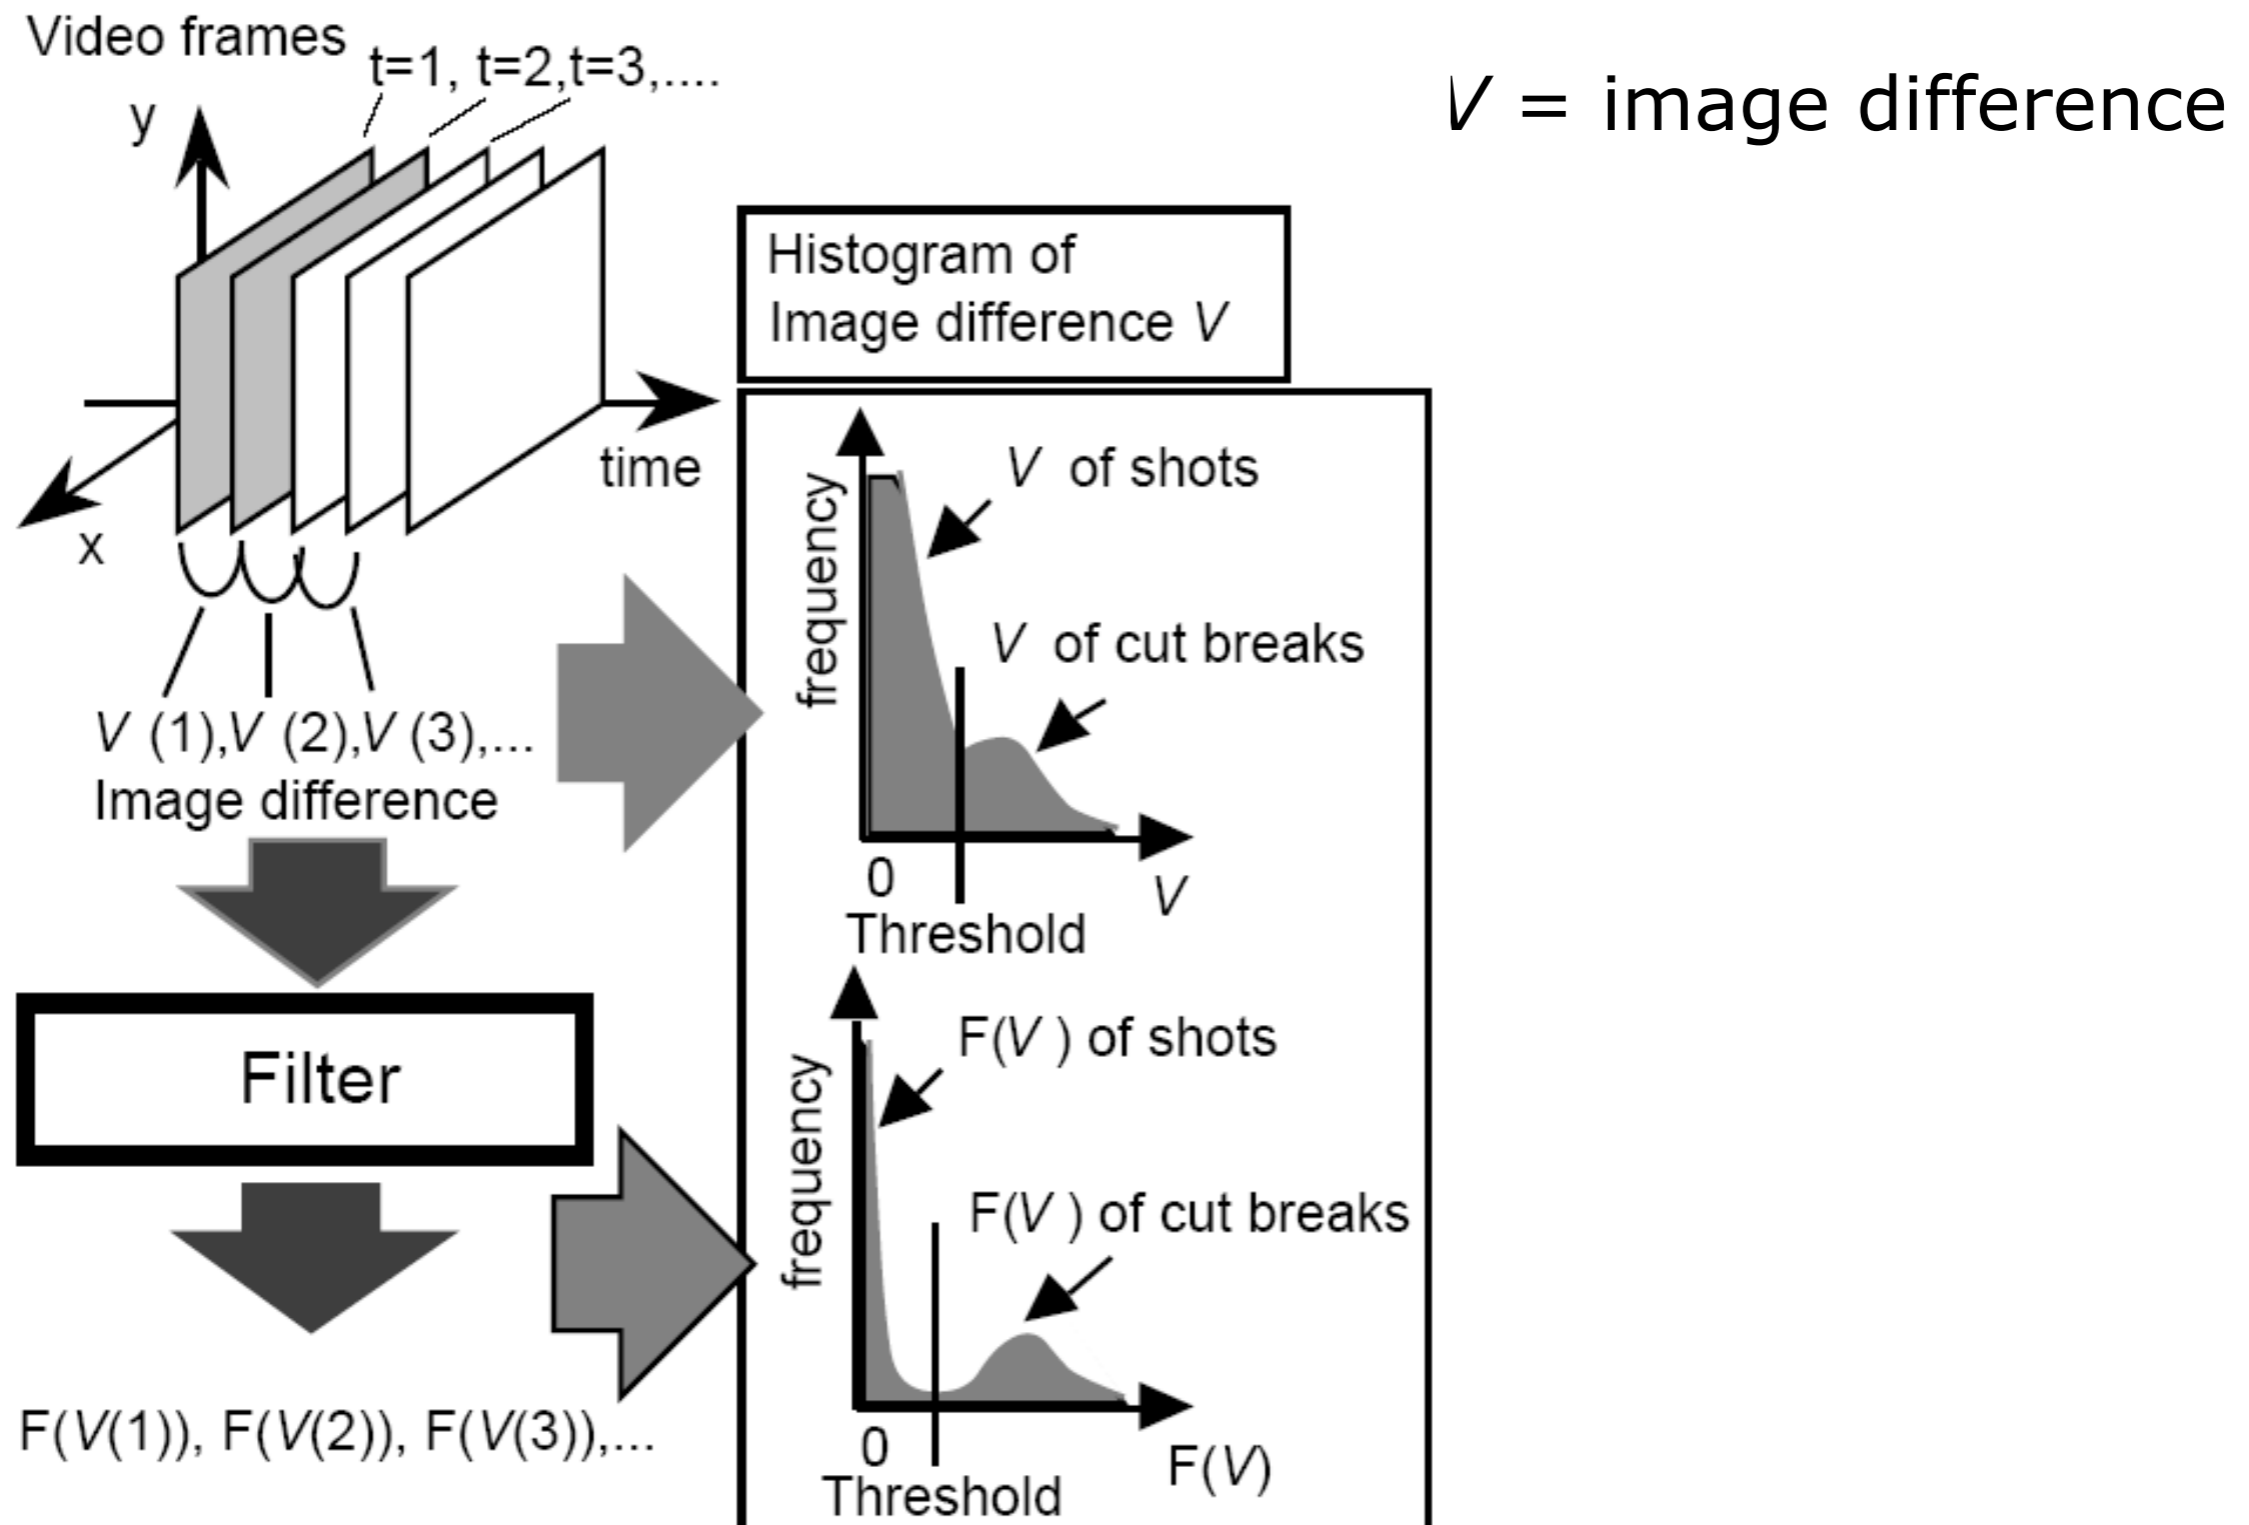 Video frames
t=1, t=2,t=3,....
V = image difference
y
x
time
V (1),V (2),V (3),...
Image difference
Filter
F(V(1)), F(V(2)), F(V(3)),...
Histogram of
Image difference V
frequency
V of shots
V of cut breaks
0
V
Threshold
frequency
F(V ) of shots
F(V ) of cut breaks
0
F(V)
Threshold